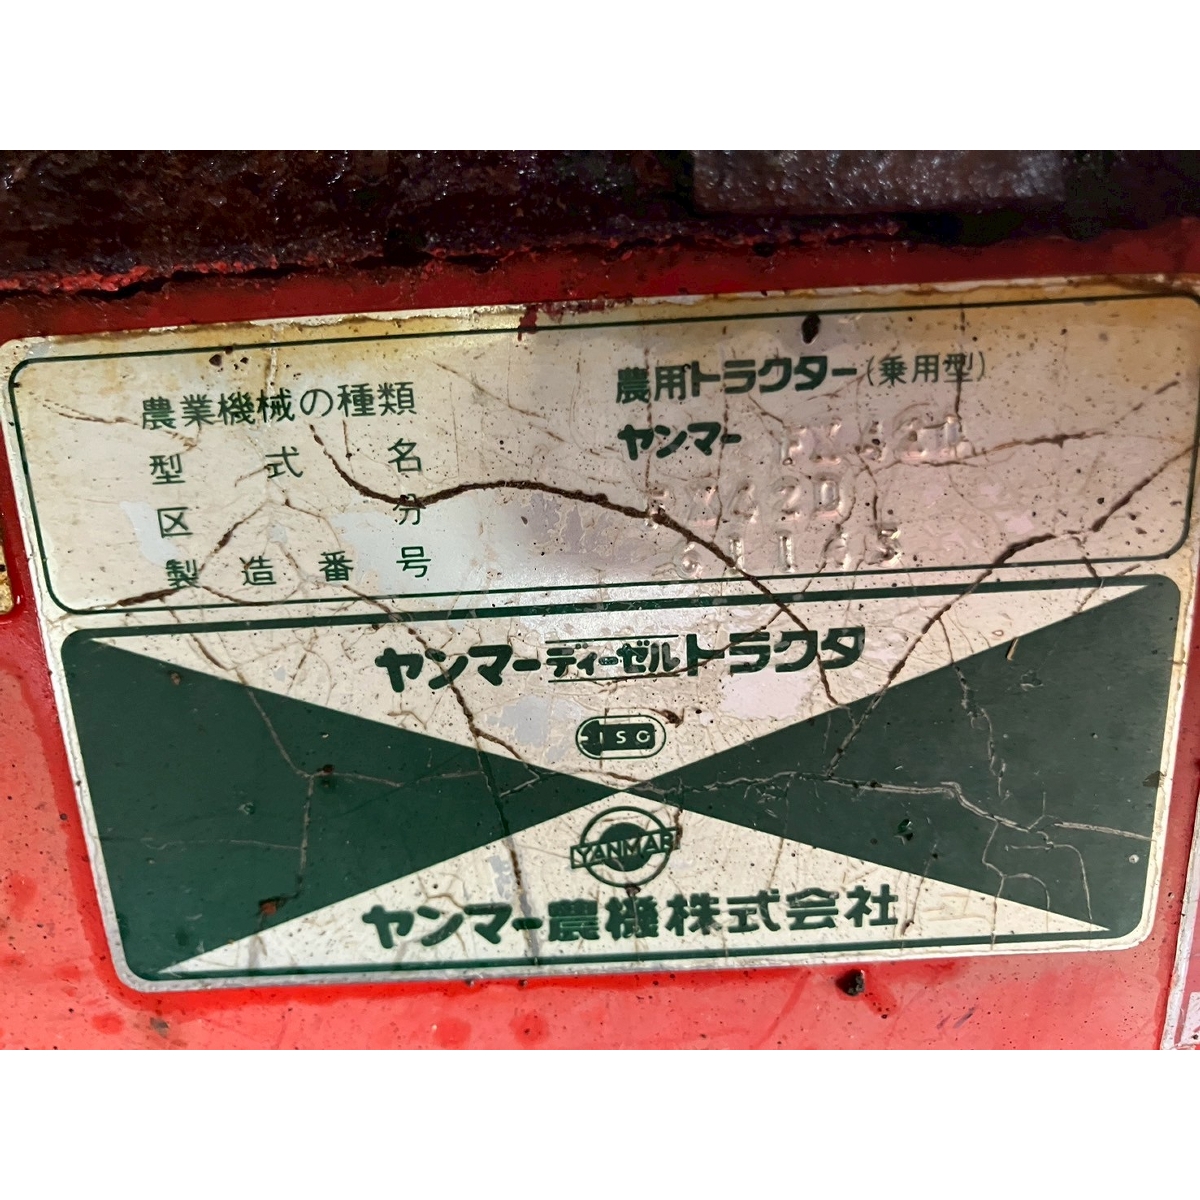 農業機械の種類 農用トラクター(乗用型)
型式名 ヤンマー
区分
製造番号
ヤンマーディーゼルトラクタ
ISO
YANMAR
ヤンマー農機株式会社